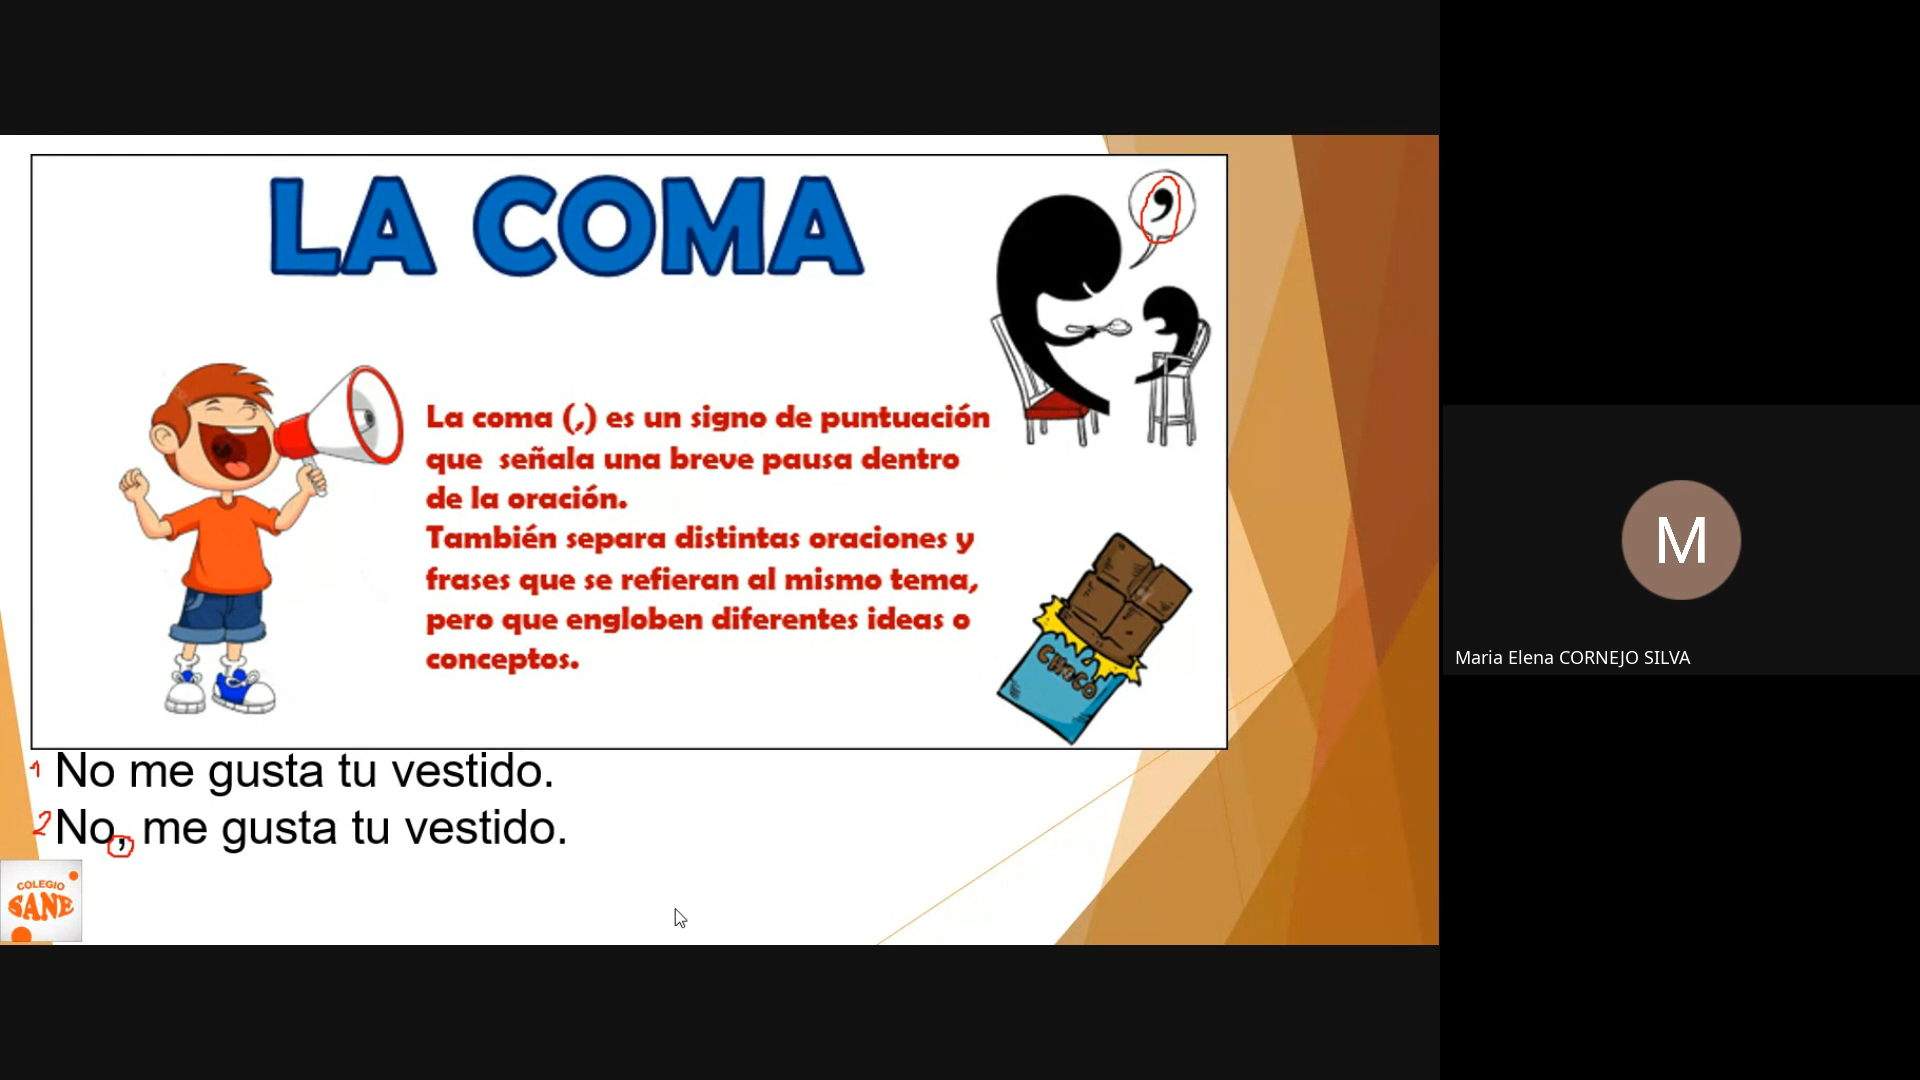 LA COMA
,
La coma (,) es un signo de puntuación
que señala una breve pausa dentro
de la oración.
También separa distintas oraciones y
frases que se refieran al mismo tema,
pero que engloben diferentes ideas o
conceptos.
CHOCO
1 No me gusta tu vestido.
2 No, me gusta tu vestido.
COLEGIO
SANE
M
Maria Elena CORNEJO SILVA